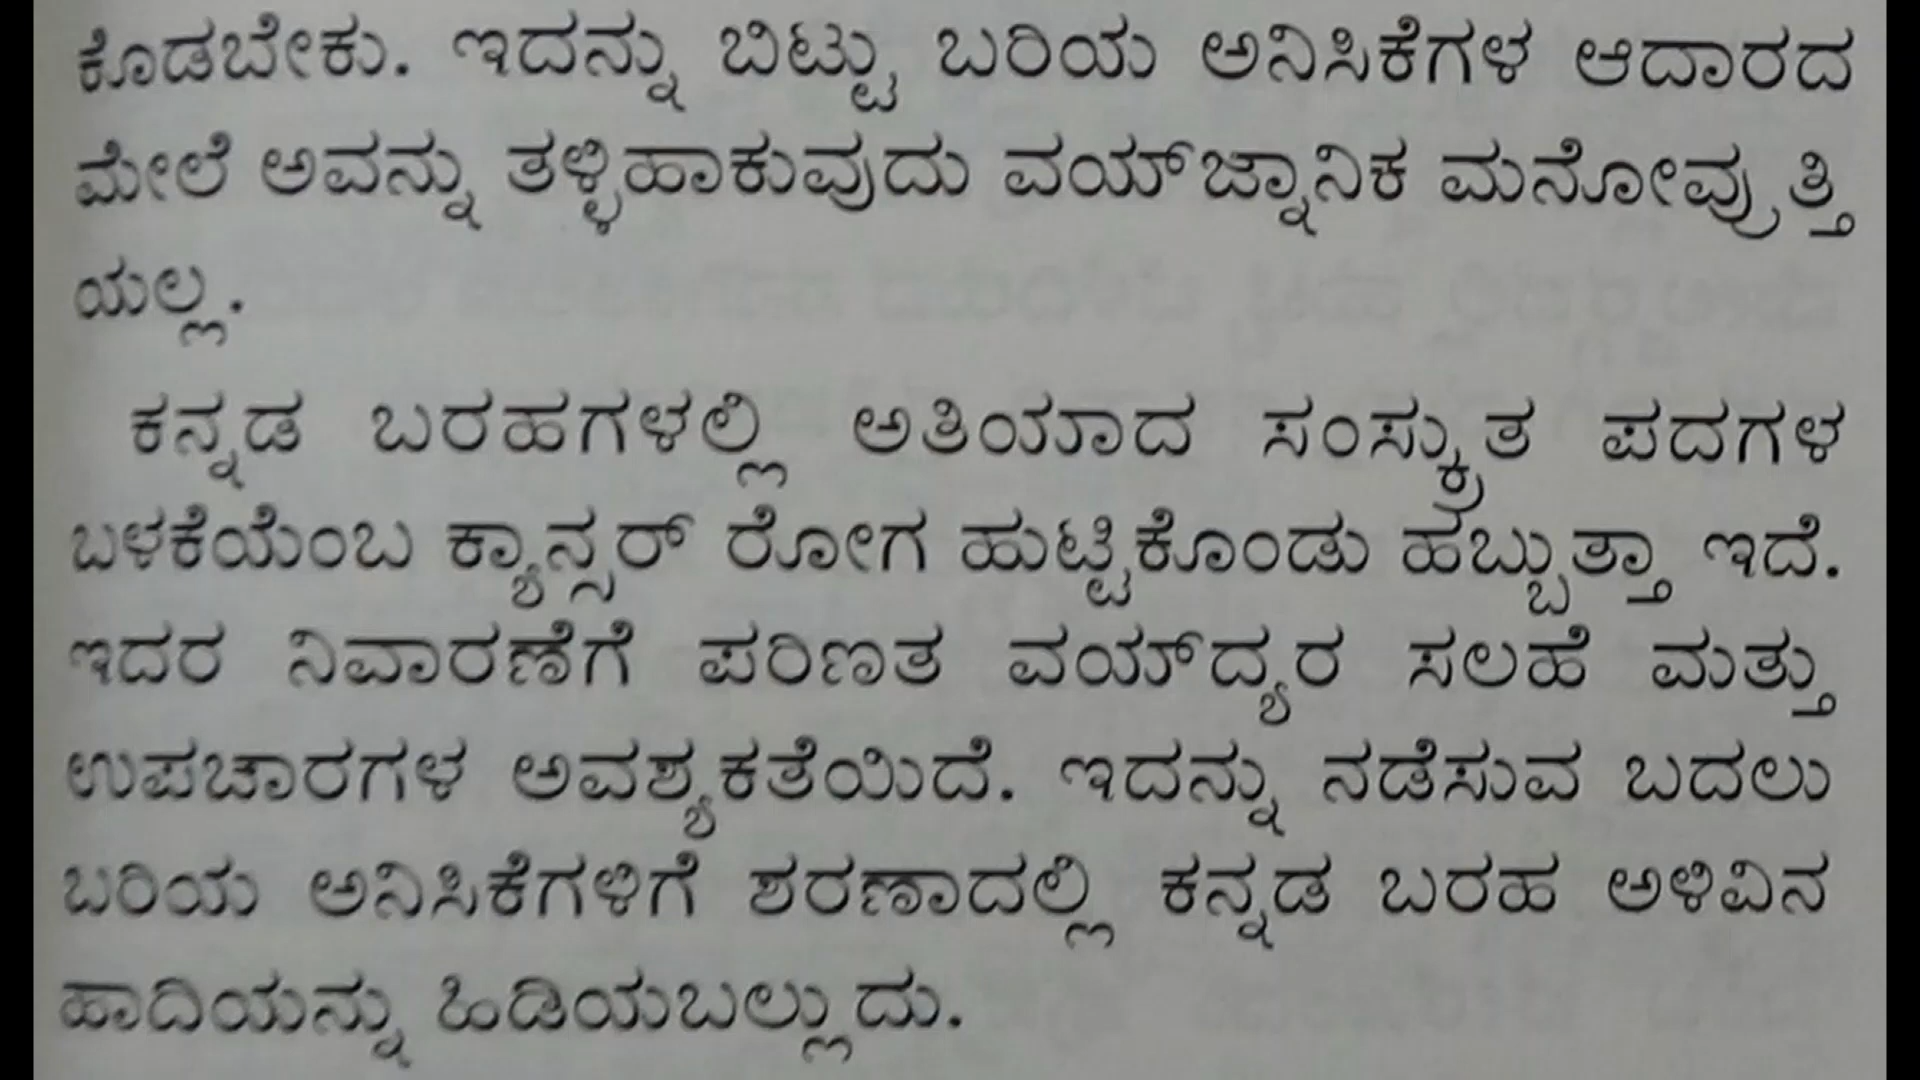 ಕೊಡಬೇಕು. ಇದನ್ನು ಬಿಟ್ಟು ಬರಿಯ ಅನಿಸಿಕೆಗಳ ಆದಾರದ
ಮೇಲೆ ಅವನ್ನು ತಳ್ಳಿಹಾಕುವುದು ವಯ್‌ಜ್ನಾನಿಕ ಮನೋವ್ರುತ್ತಿ
ಯಲ್ಲ.
ಕನ್ನಡ ಬರಹಗಳಲ್ಲಿ ಅತಿಯಾದ ಸಂಸ್ಕ್ರುತ ಪದಗಳ
ಬಳಕೆಯೆಂಬ ಕ್ಯಾನ್ಸರ್ ರೋಗ ಹುಟ್ಟಿಕೊಂಡು ಹಬ್ಬುತ್ತಾ ಇದೆ.
ಇದರ ನಿವಾರಣೆಗೆ ಪರಿಣತ ವಯ್‌ದ್ಯರ ಸಲಹೆ ಮತ್ತು
ಉಪಚಾರಗಳ ಅವಶ್ಯಕತೆಯಿದೆ. ಇದನ್ನು ನಡೆಸುವ ಬದಲು
ಬರಿಯ ಅನಿಸಿಕೆಗಳಿಗೆ ಶರಣಾದಲ್ಲಿ ಕನ್ನಡ ಬರಹ ಅಳಿವಿನ
ಹಾದಿಯನ್ನು ಹಿಡಿಯಬಲ್ಲುದು.